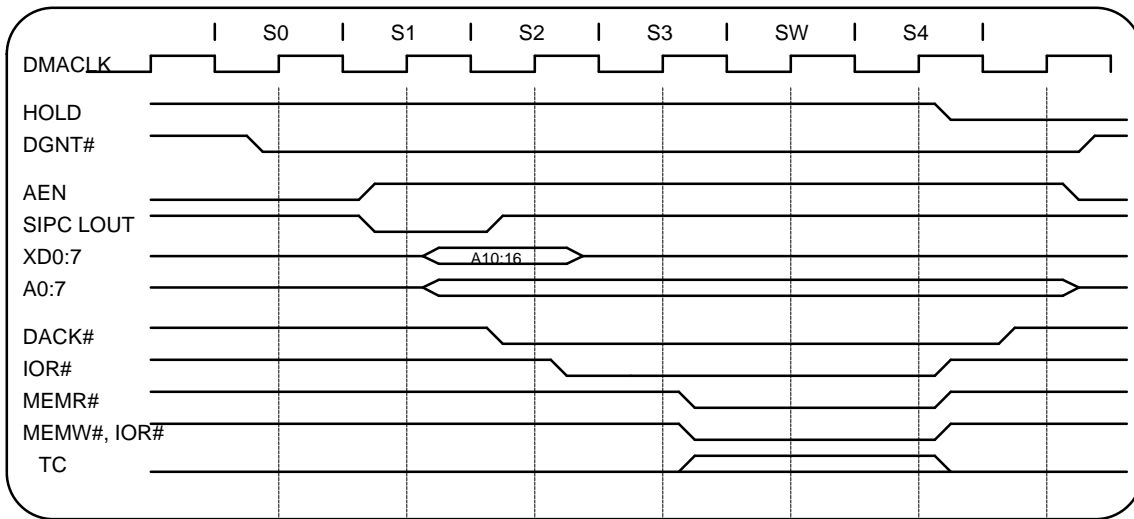 S0 S1 S2 S3 SW S4
DMACLK
HOLD
DGNT#
AEN
SIPC LOUT
XD0:7 A10:16
A0:7
DACK#
IOR#
MEMR#
MEMW#, IOR#
TC